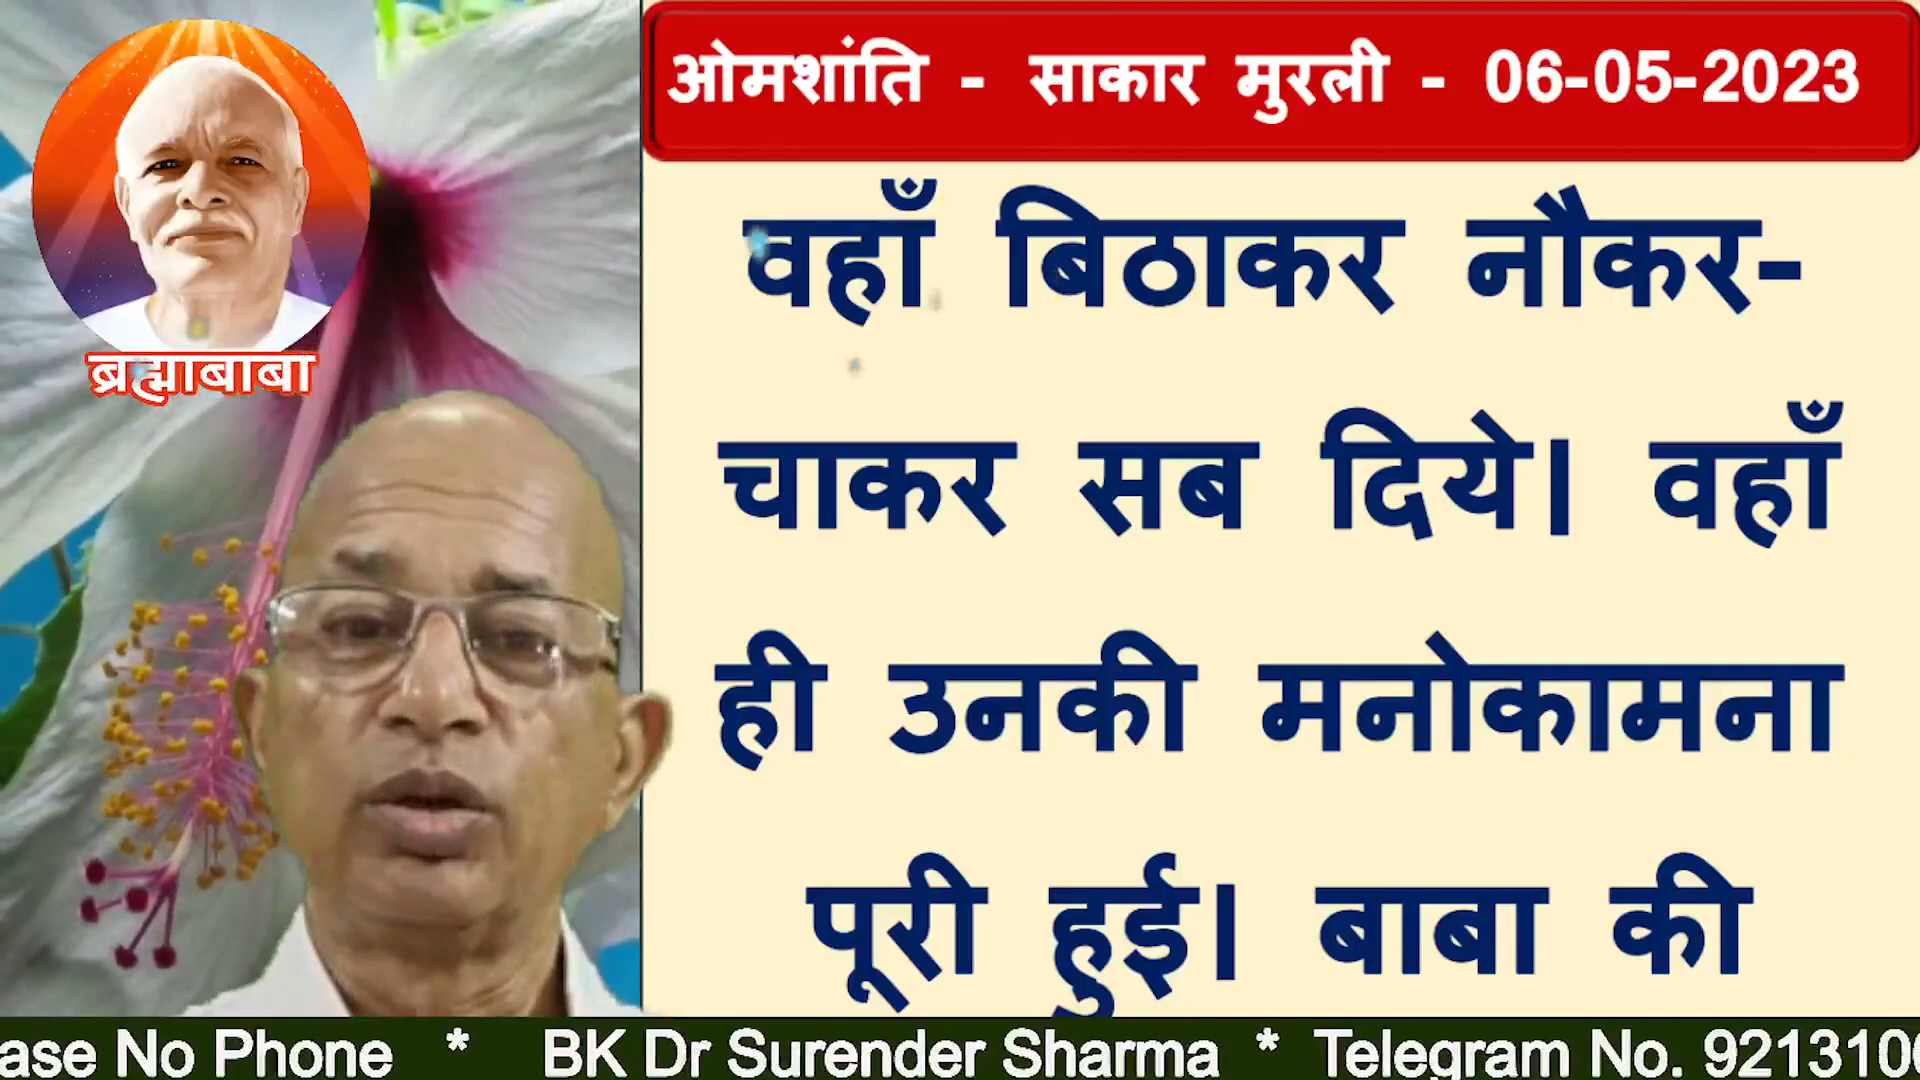 ओमशांति - साकार मुरली - 06-05-2023
ब्रह्माबाबा
वहाँ बिठाकर नौकर-
चाकर सब दिये। वहाँ
ही उनकी मनोकामना
पूरी हुई। बाबा की
ase No Phone * BK Dr Surender Sharma * Telegram No. 921310